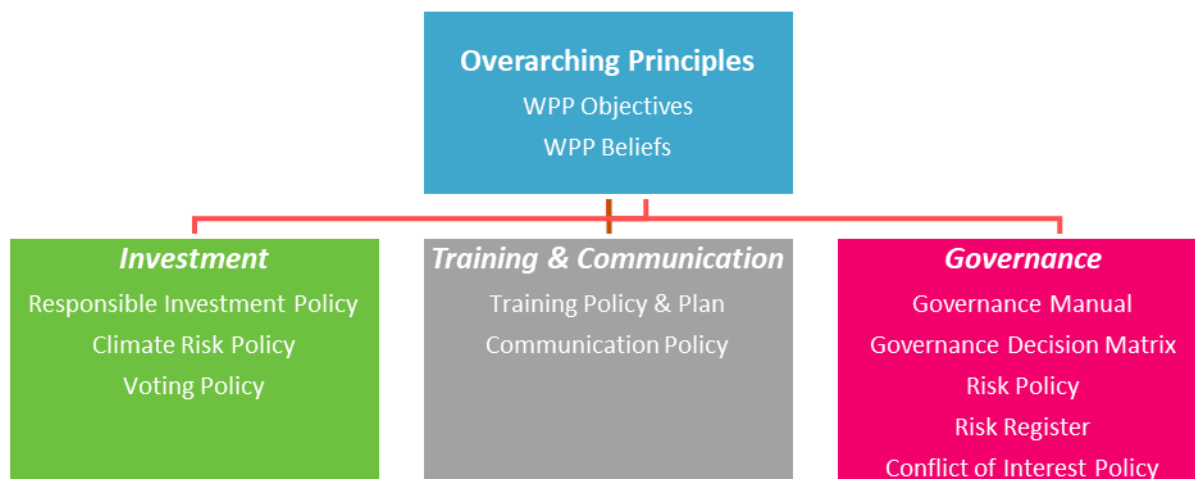 Overarching Principles
WPP Objectives
WPP Beliefs
Investment
Responsible Investment Policy
Climate Risk Policy
Voting Policy
Training & Communication
Training Policy & Plan
Communication Policy
Governance
Governance Manual
Governance Decision Matrix
Risk Policy
Risk Register
Conflict of Interest Policy